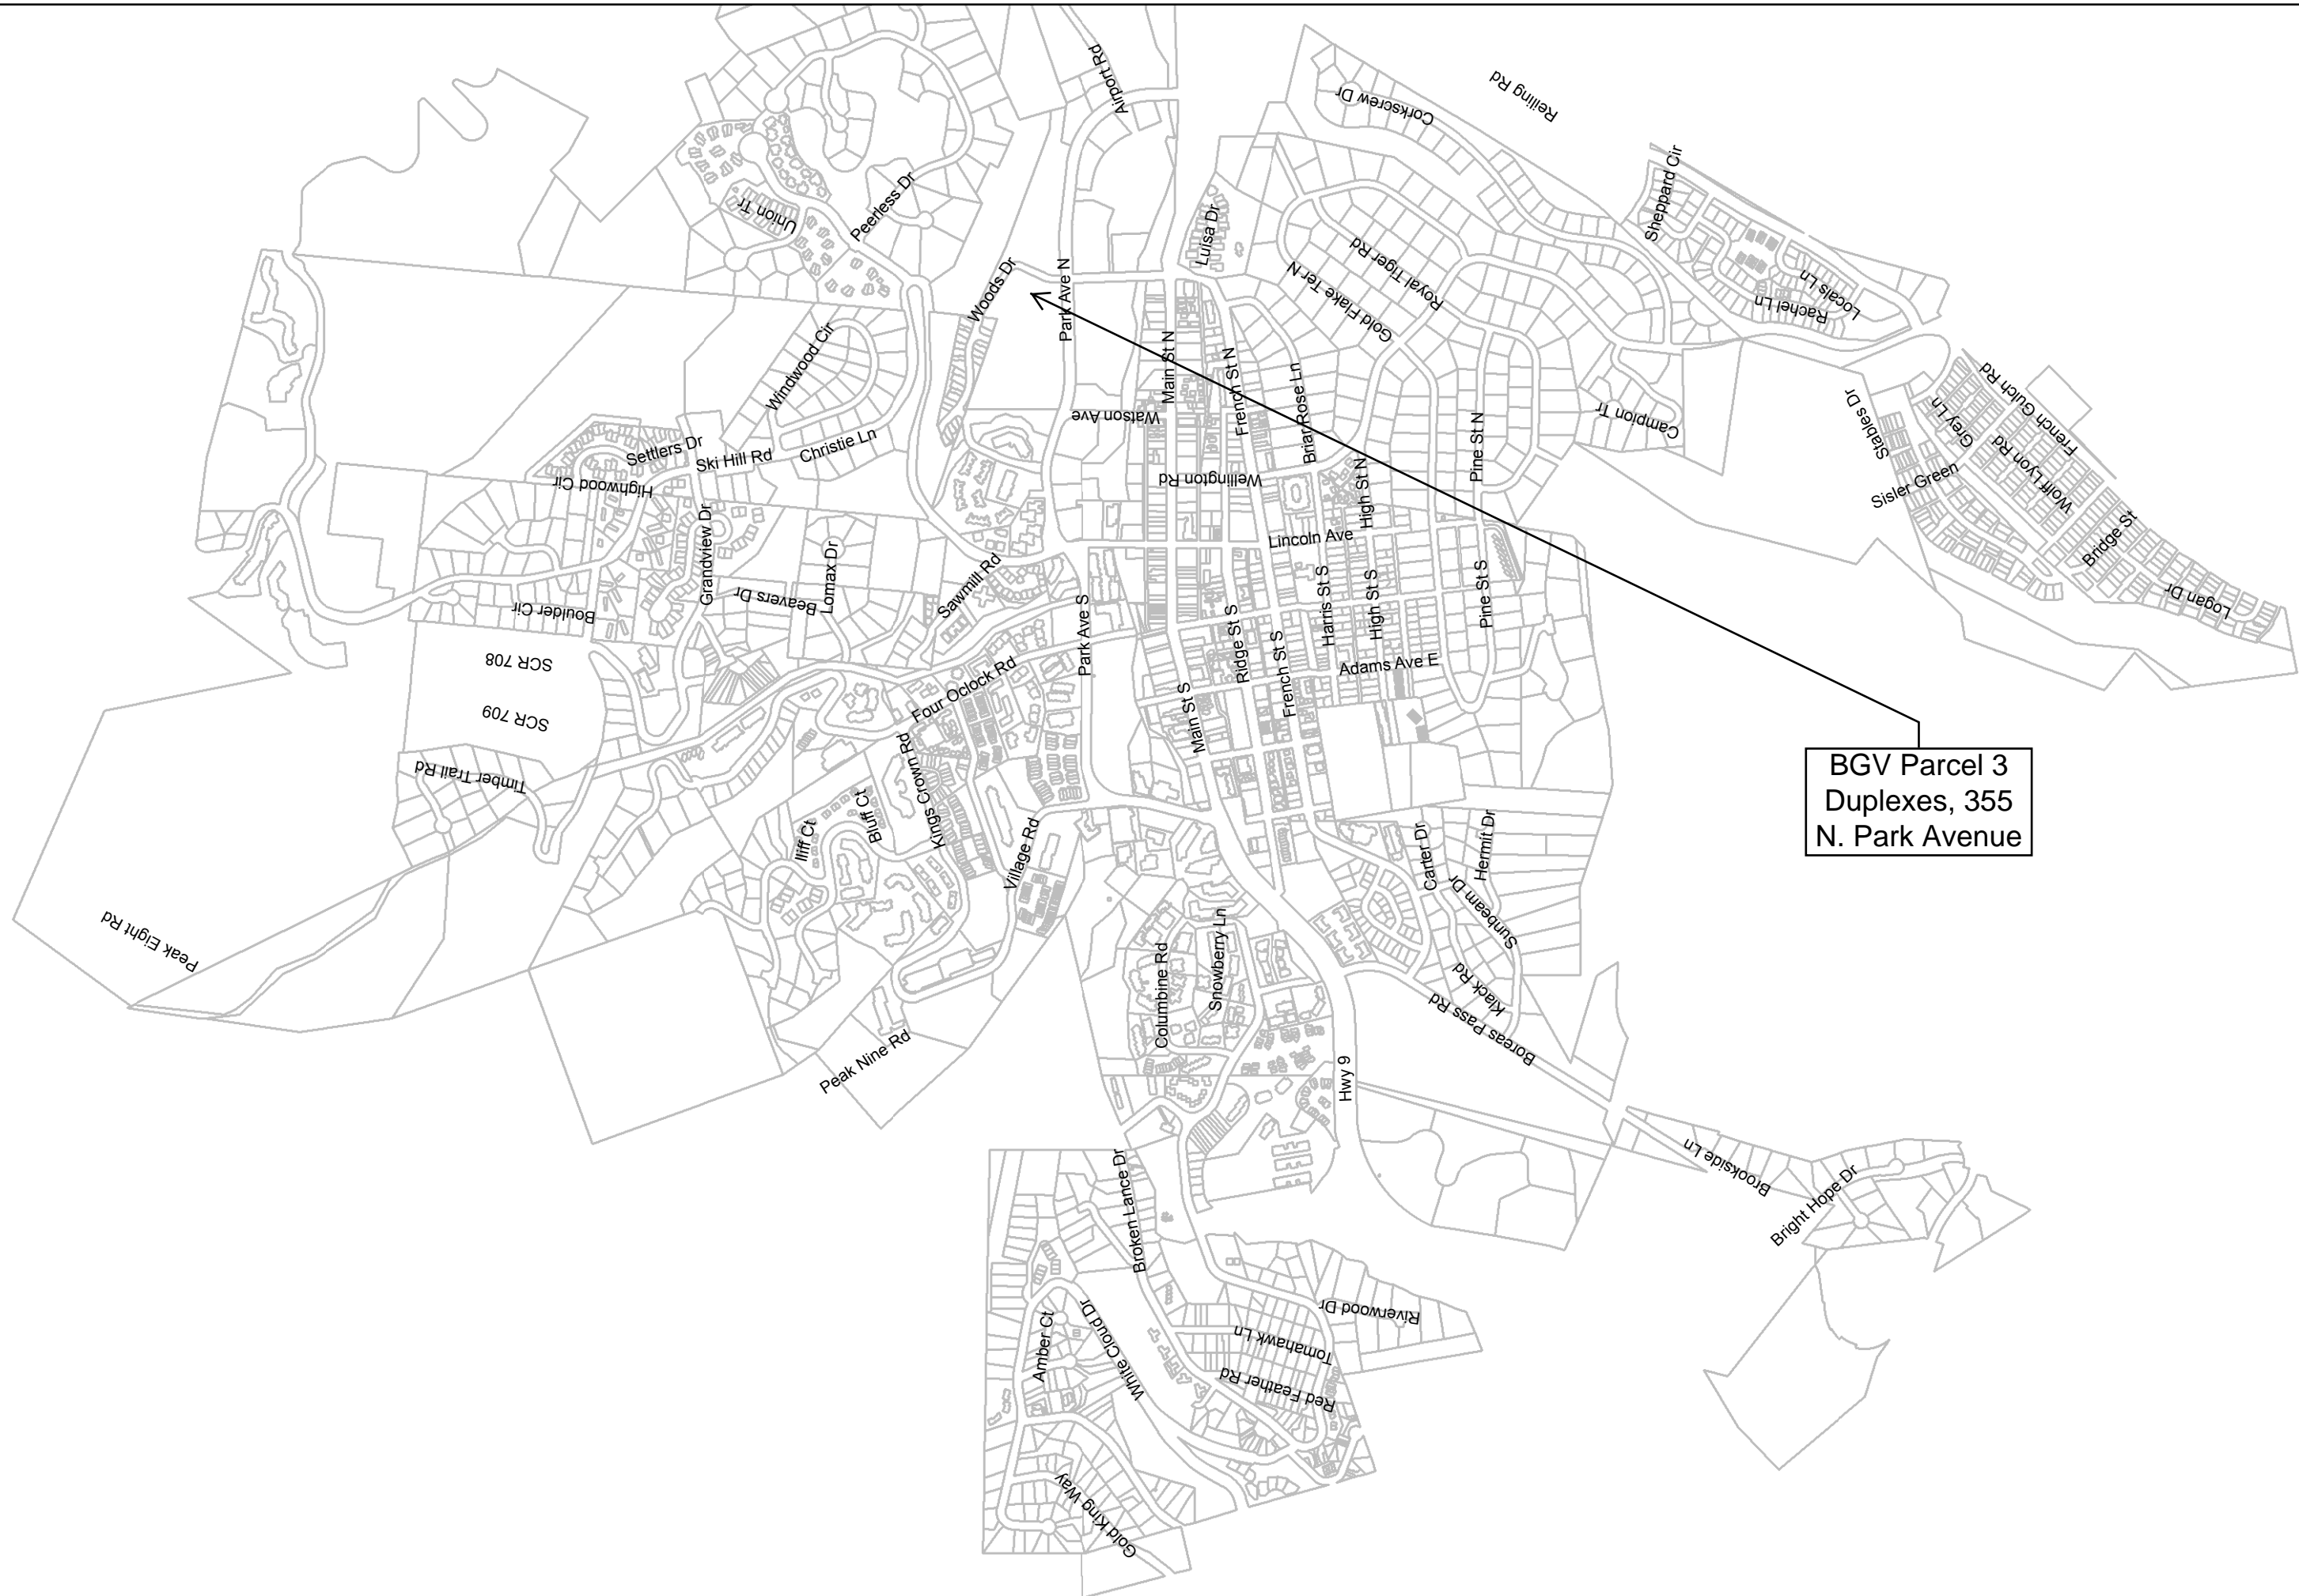 Airport Rd
Reiling Rd
Corkscrew Dr
Sheppard Cir
Peerless Dr
Union Tr
Luisa Dr
Woods Dr
Park Ave N
Gold Flake Ter N
Royal Tiger Rd
Locals Ln
Rachel Ln
Windwood Cir
Main St N
French St N
Briar Rose Ln
Watson Ave
Campion Tr
Stables Dr
Grey Ln
French Gulch Rd
Wolff Lyon Rd
Sisler Green
Settlers Dr
Ski Hill Rd
Christie Ln
Highwood Cir
Wellington Rd
High St N
Pine St N
Bridge St
Logan Dr
Grandview Dr
Lomax Dr
Beavers Dr
Boulder Cir
Sawmill Rd
Lincoln Ave
Park Ave S
Ridge St S
French St S
Harris St S
High St S
Pine St S
Adams Ave E
SCR 708
SCR 709
Four Oclock Rd
Main St S
Timber Trail Rd
Kings Crown Rd
Bluff Ct
Iliff Ct
Village Rd
BGV Parcel 3
Duplexes, 355
N. Park Avenue
Carter Dr
Hermit Dr
Sunbeam Dr
Klack Rd
Boreas Pass Rd
Peak Eight Rd
Columbine Rd
Snowberry Ln
Peak Nine Rd
Hwy 9
Brookside Ln
Bright Hope Dr
Broken Lance Dr
Riverwood Dr
Tomahawk Ln
Red Feather Rd
Amber Ct
White Cloud Dr
Gold King Way